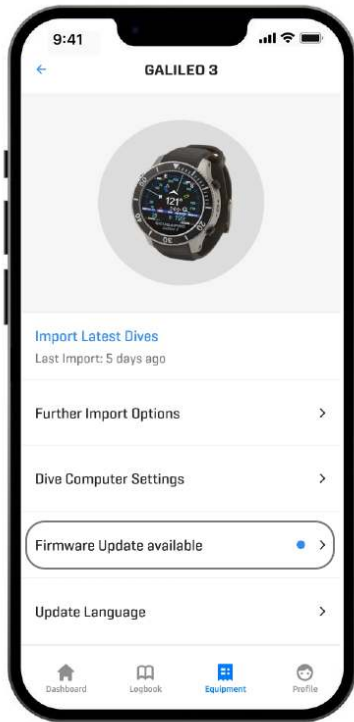 9:41
GALILEO 3
121°
Import Latest Dives
Last Import: 5 days ago
Further Import Options
Dive Computer Settings
Firmware Update available
Update Language
Dashboard Logbook Equipment Profile